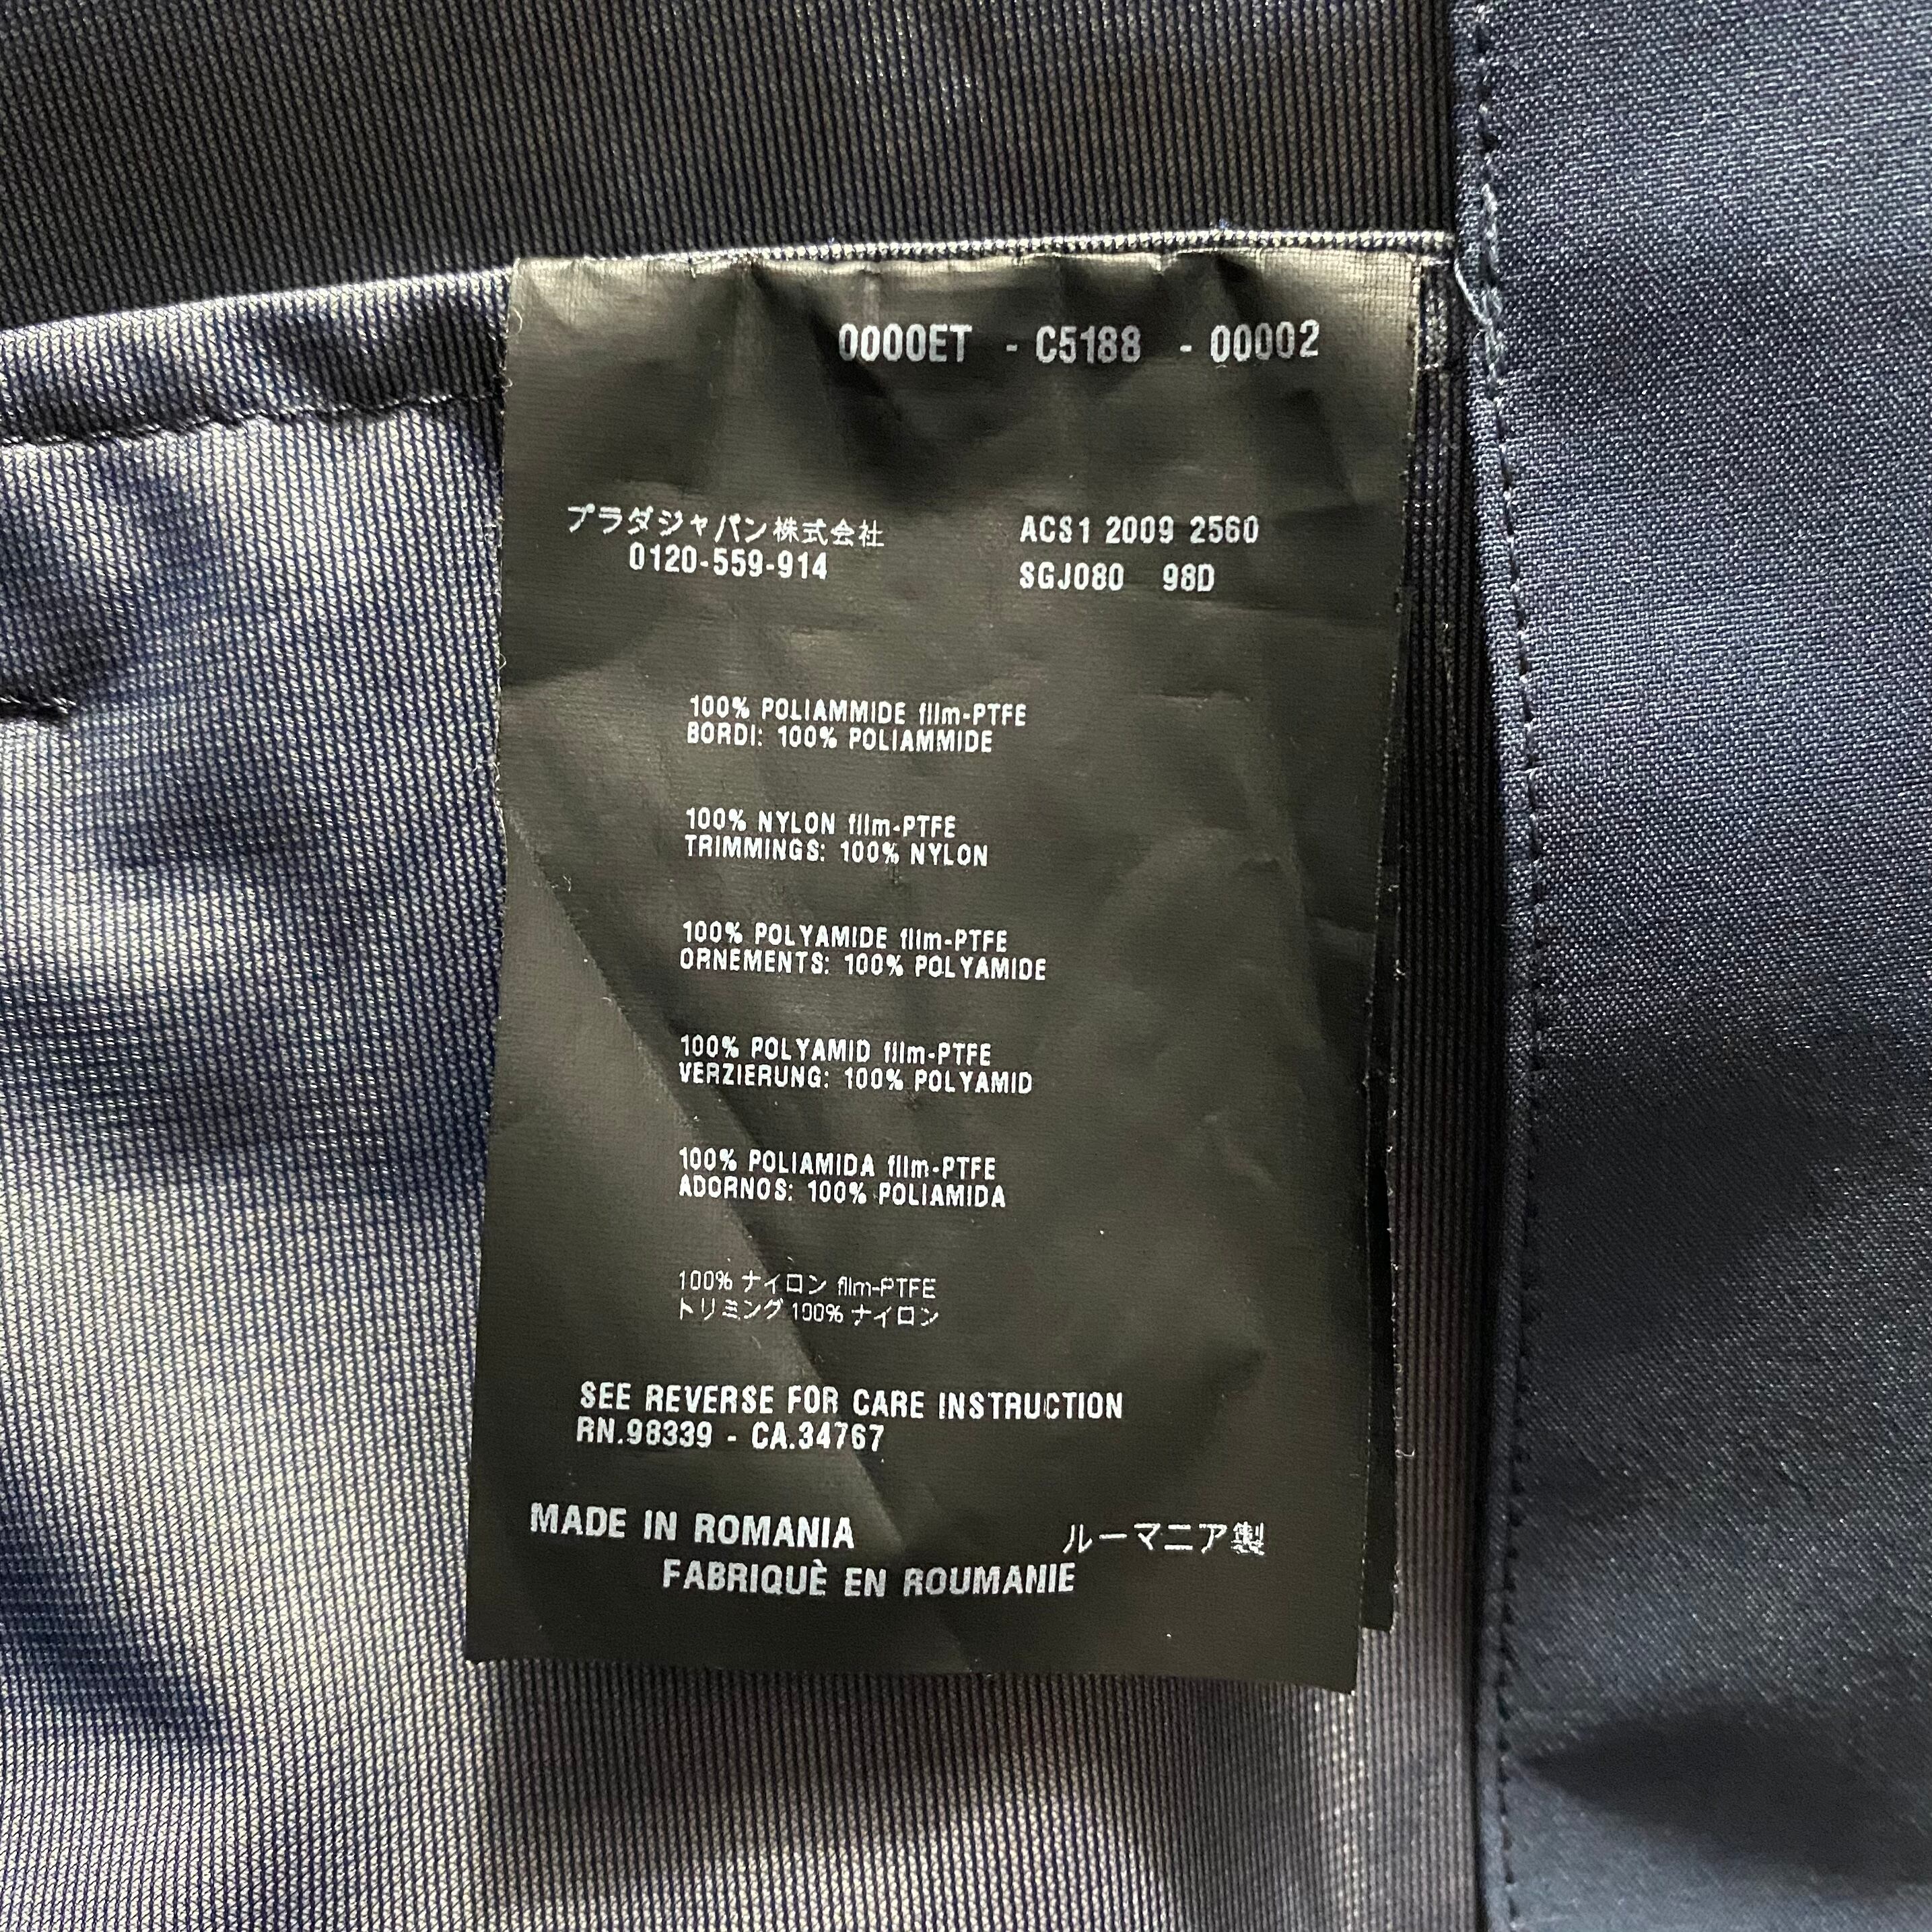 0000ET - C5188 - 00002
プラダジャパン株式会社
0120-559-914
ACS1 2009 2560
SGJ080 98D
100% POLIAMMIDE film-PTFE
BORDI: 100% POLIAMMIDE
100% NYLON film-PTFE
TRIMMINGS: 100% NYLON
100% POLYAMIDE film-PTFE
ORNEMENTS: 100% POLYAMIDE
100% POLYAMID film-PTFE
VERZIERUNG: 100% POLYAMID
100% POLIAMIDA film-PTFE
ADORNOS: 100% POLIAMIDA
100% ナイロン film-PTFE
トリミング 100% ナイロン
SEE REVERSE FOR CARE INSTRUCTION
RN.98339 - CA.34767
MADE IN ROMANIA ルーマニア製
FABRIQUÈ EN ROUMANIE